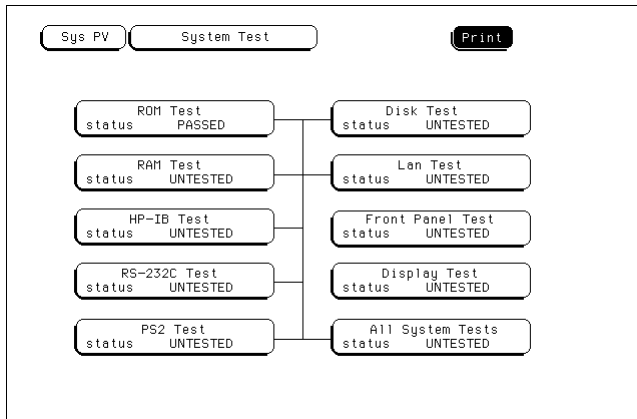 Sys PV System Test Print
ROM Test
status PASSED
Disk Test
status UNTESTED
RAM Test
status UNTESTED
Lan Test
status UNTESTED
HP-IB Test
status UNTESTED
Front Panel Test
status UNTESTED
RS-232C Test
status UNTESTED
Display Test
status UNTESTED
PS2 Test
status UNTESTED
All System Tests
status UNTESTED